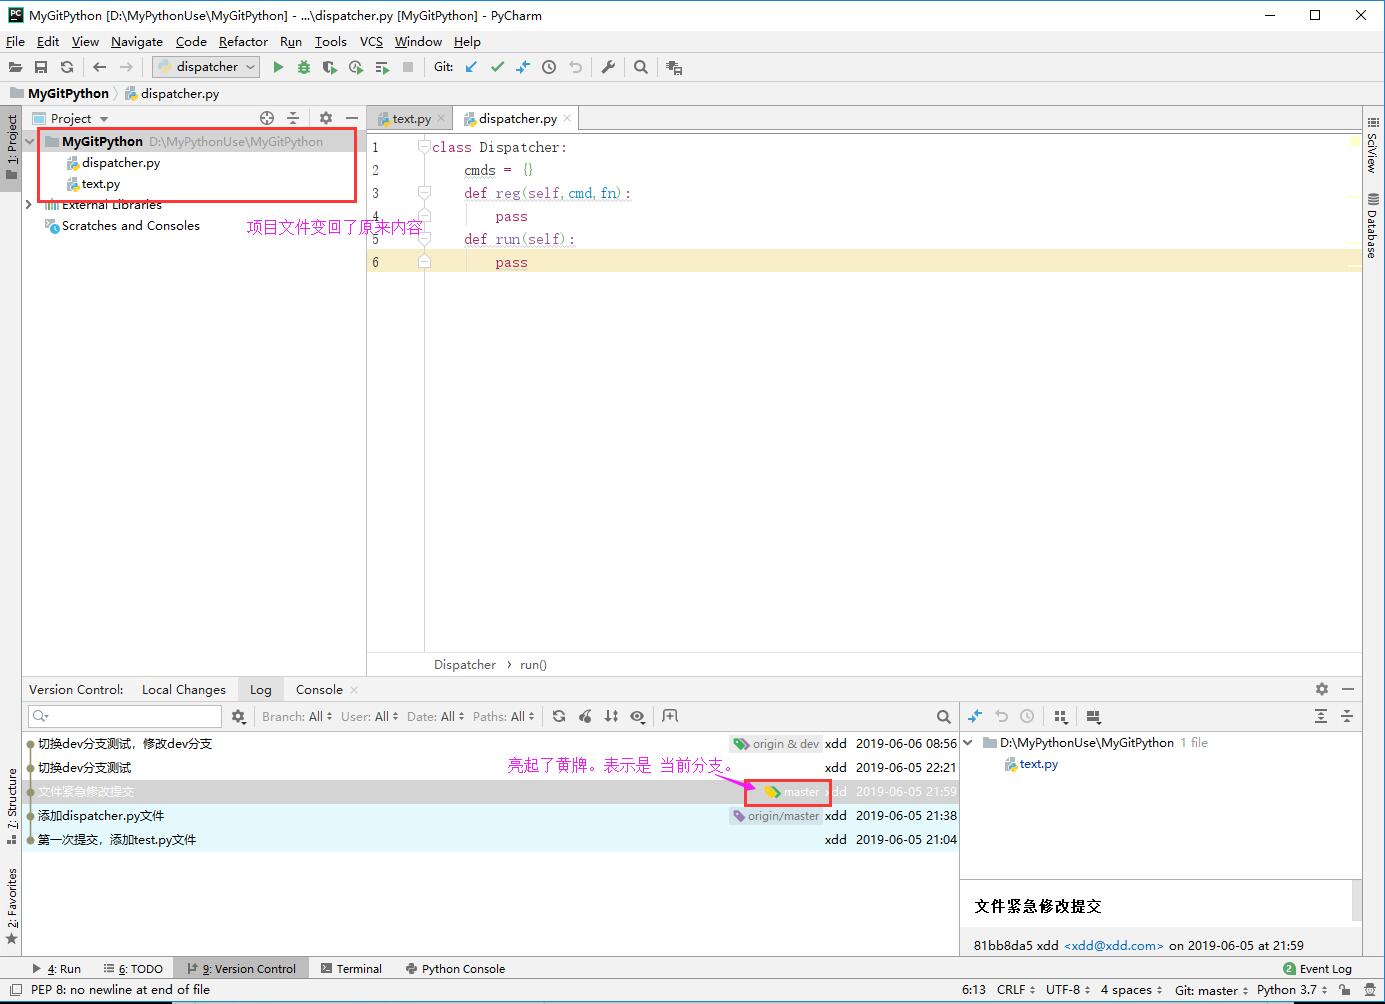 MyGitPython [D:\MyPythonUse\MyGitPython] - ...\dispatcher.py [MyGitPython] - PyCharm
File Edit View Navigate Code Refactor Run Tools VCS Window Help
dispatcher Git:
MyGitPython dispatcher.py
1: Project
Project
MyGitPython D:\MyPythonUse\MyGitPython
dispatcher.py
text.py
External Libraries
Scratches and Consoles
项目文件变回了原来内容
text.py dispatcher.py
1 class Dispatcher:
2 cmds = {}
3 def reg(self,cmd,fn):
4 pass
5 def run(self):
6 pass
Dispatcher › run()
SciView
Database
Version Control: Local Changes Log Console
Branch: All User: All Date: All Paths: All
切换dev分支测试，修改dev分支 origin & dev xdd 2019-06-06 08:56
切换dev分支测试 xdd 2019-06-05 22:21
亮起了黄牌。表示是 当前分支。
文件紧急修改提交 master xdd 2019-06-05 21:59
添加dispatcher.py文件 origin/master xdd 2019-06-05 21:38
第一次提交，添加test.py文件 xdd 2019-06-05 21:04
D:\MyPythonUse\MyGitPython 1 file
text.py
文件紧急修改提交
81bb8da5 xdd <xdd@xdd.com> on 2019-06-05 at 21:59
7: Structure
2: Favorites
4: Run 6: TODO 9: Version Control Terminal Python Console 2 Event Log
PEP 8: no newline at end of file 6:13 CRLF UTF-8 4 spaces Git: master Python 3.7